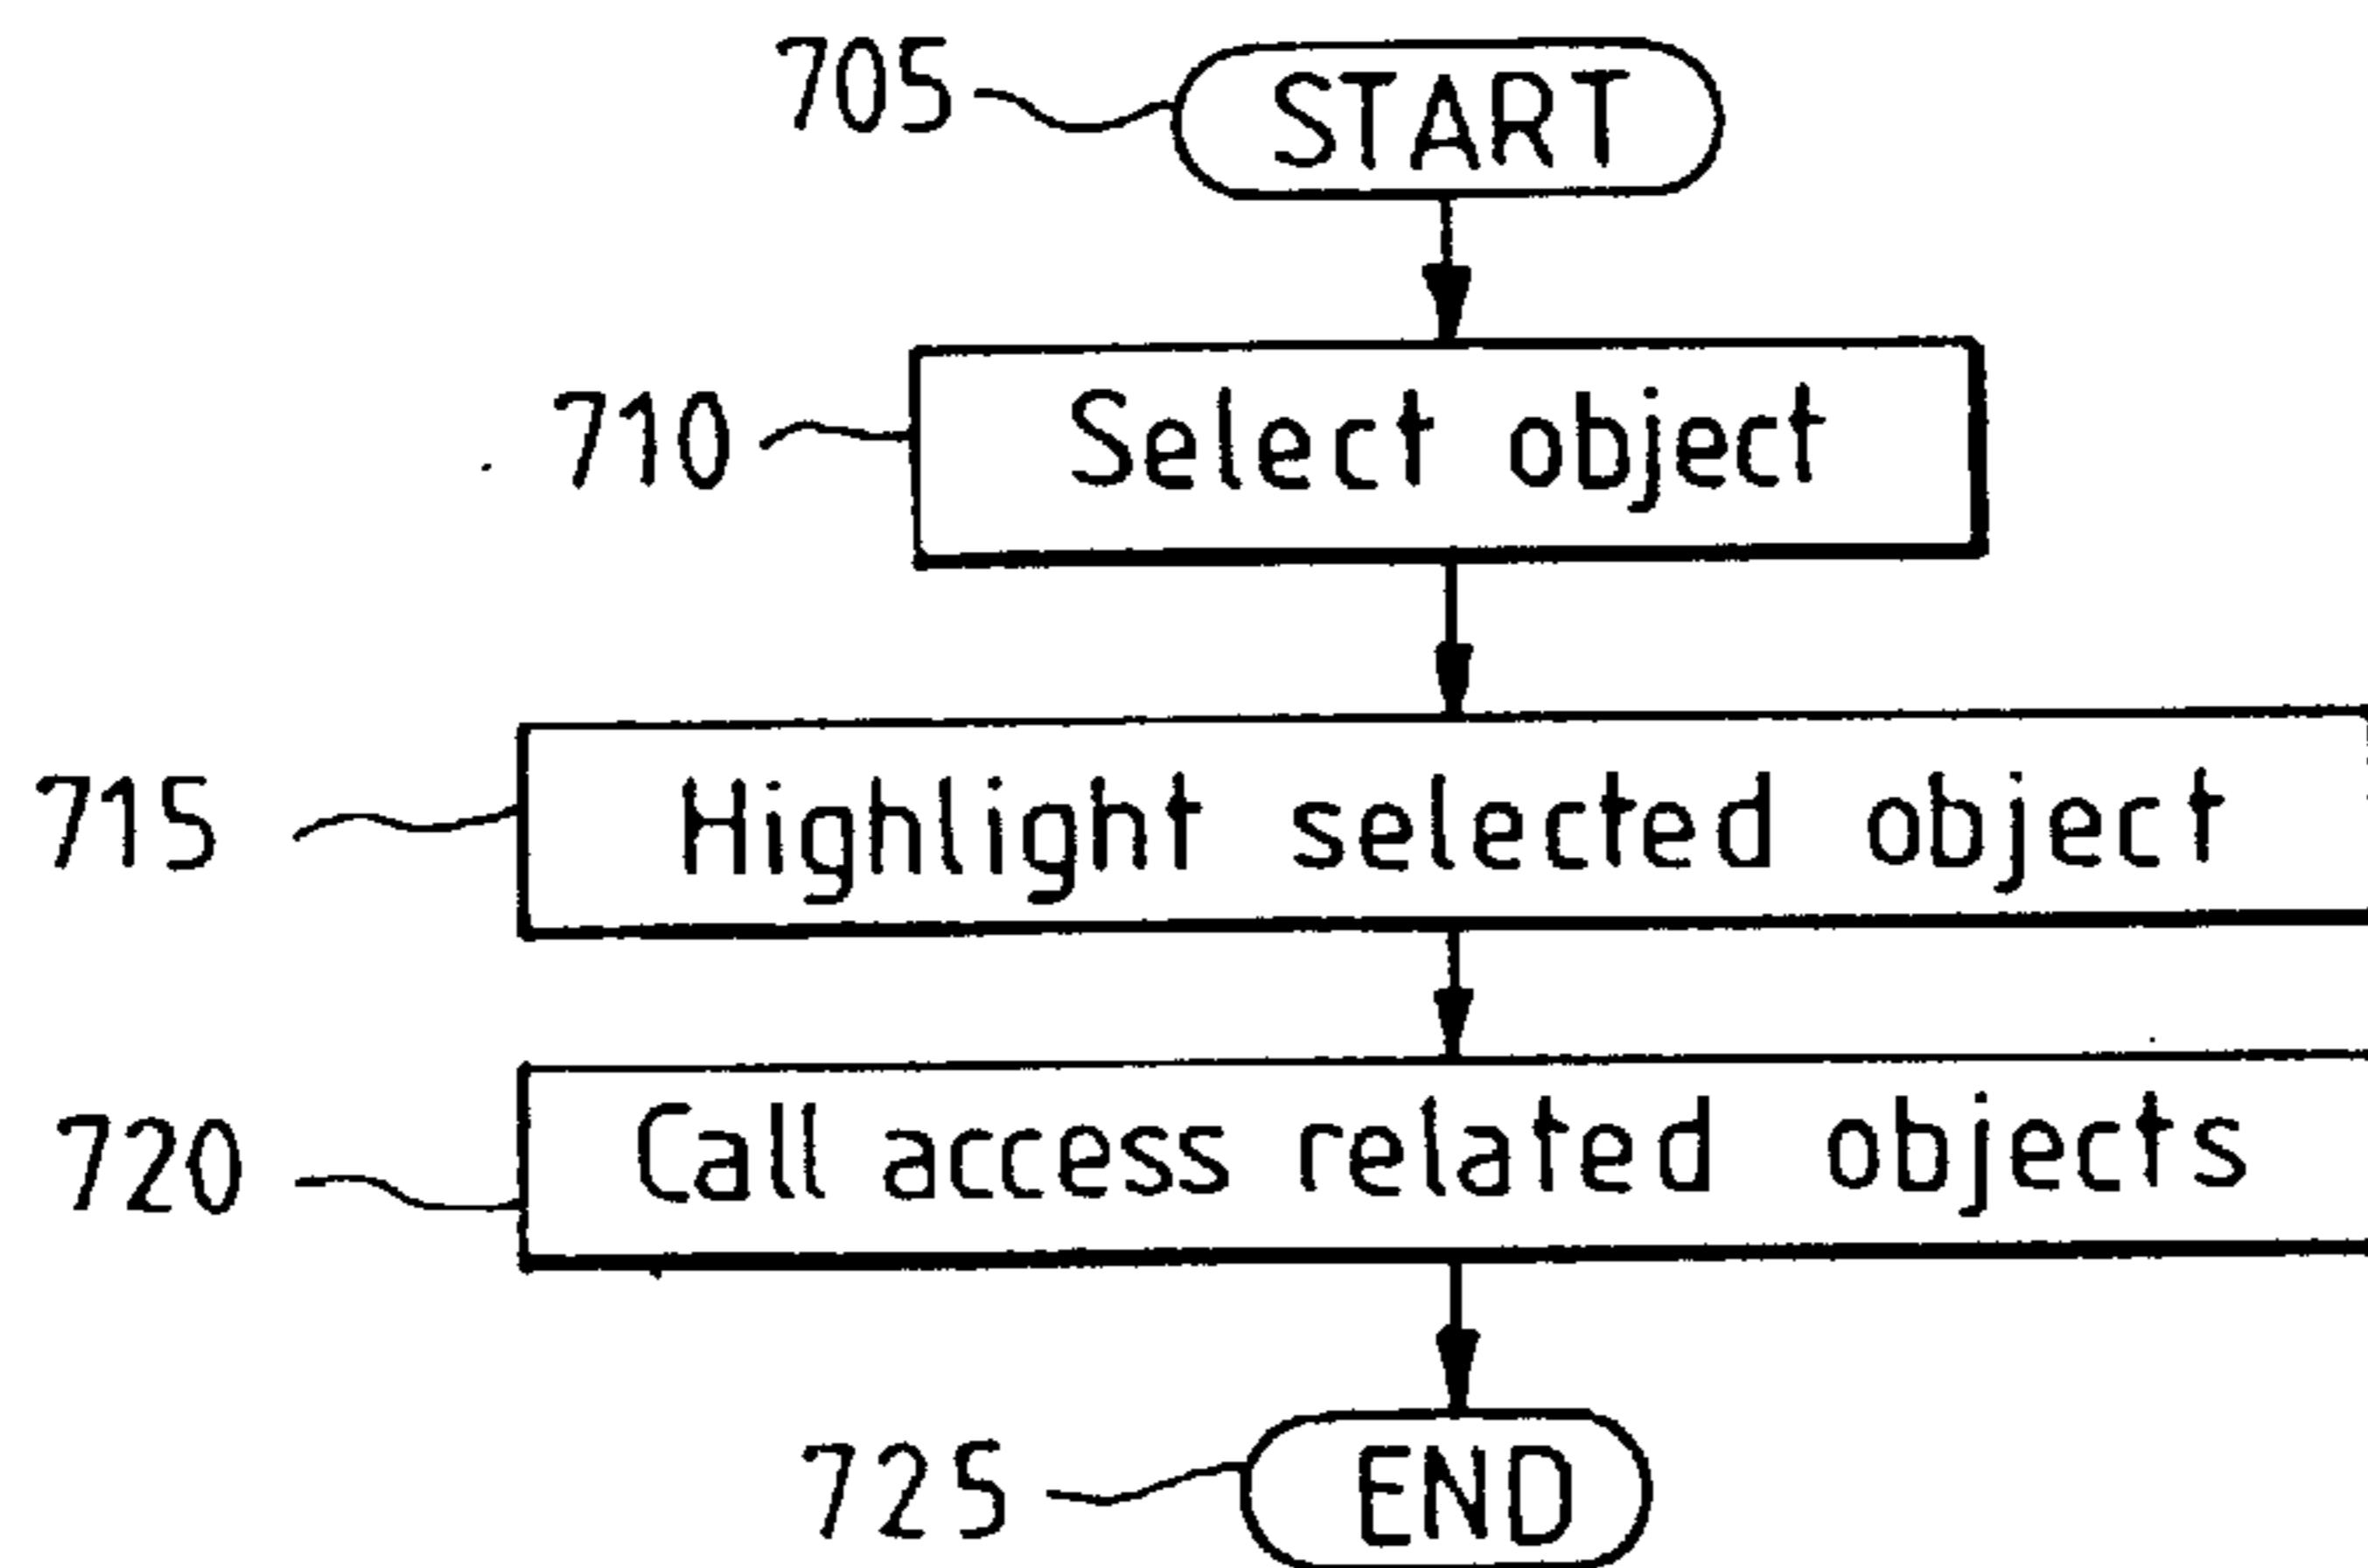 705 START
710 Select object
715 Highlight selected object
720 Call access related objects
725 END